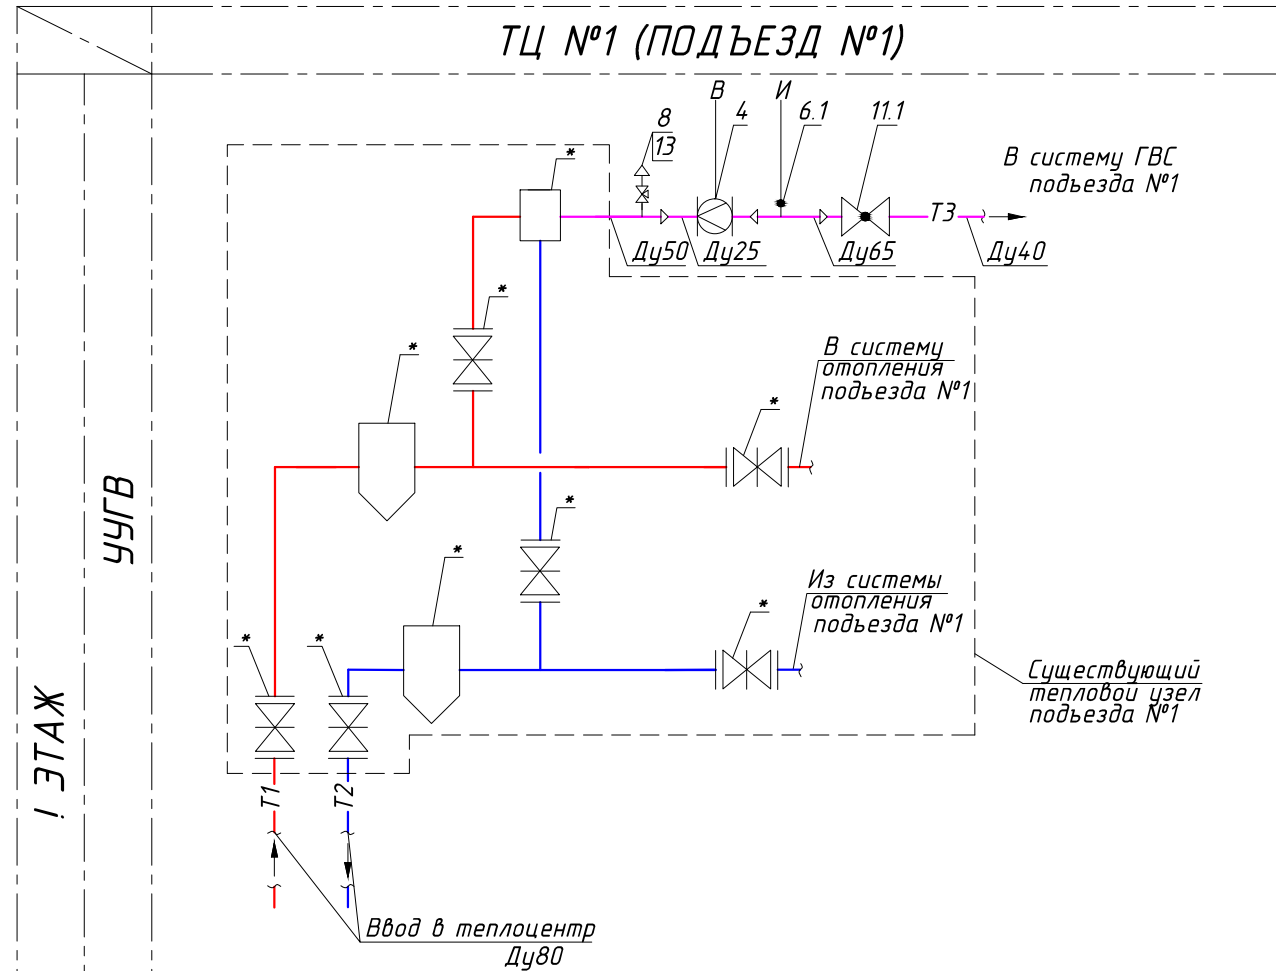 ТЦ №1 (ПОДЪЕЗД №1)
В
И
8
13
4
6.1
11.1
*
В систему ГВС
подьезда №1
Т3
Ду50
Ду25
Ду65
Ду40
*
*
В систему
отопления
подъезда №1
*
*
*
Из системы
отопления
подъезда №1
*
*
*
Существующий
тепловой узел
подъезда №1
УУГВ
I ЭТАЖ
Т1
Т2
Ввод в теплоцентр
Ду80